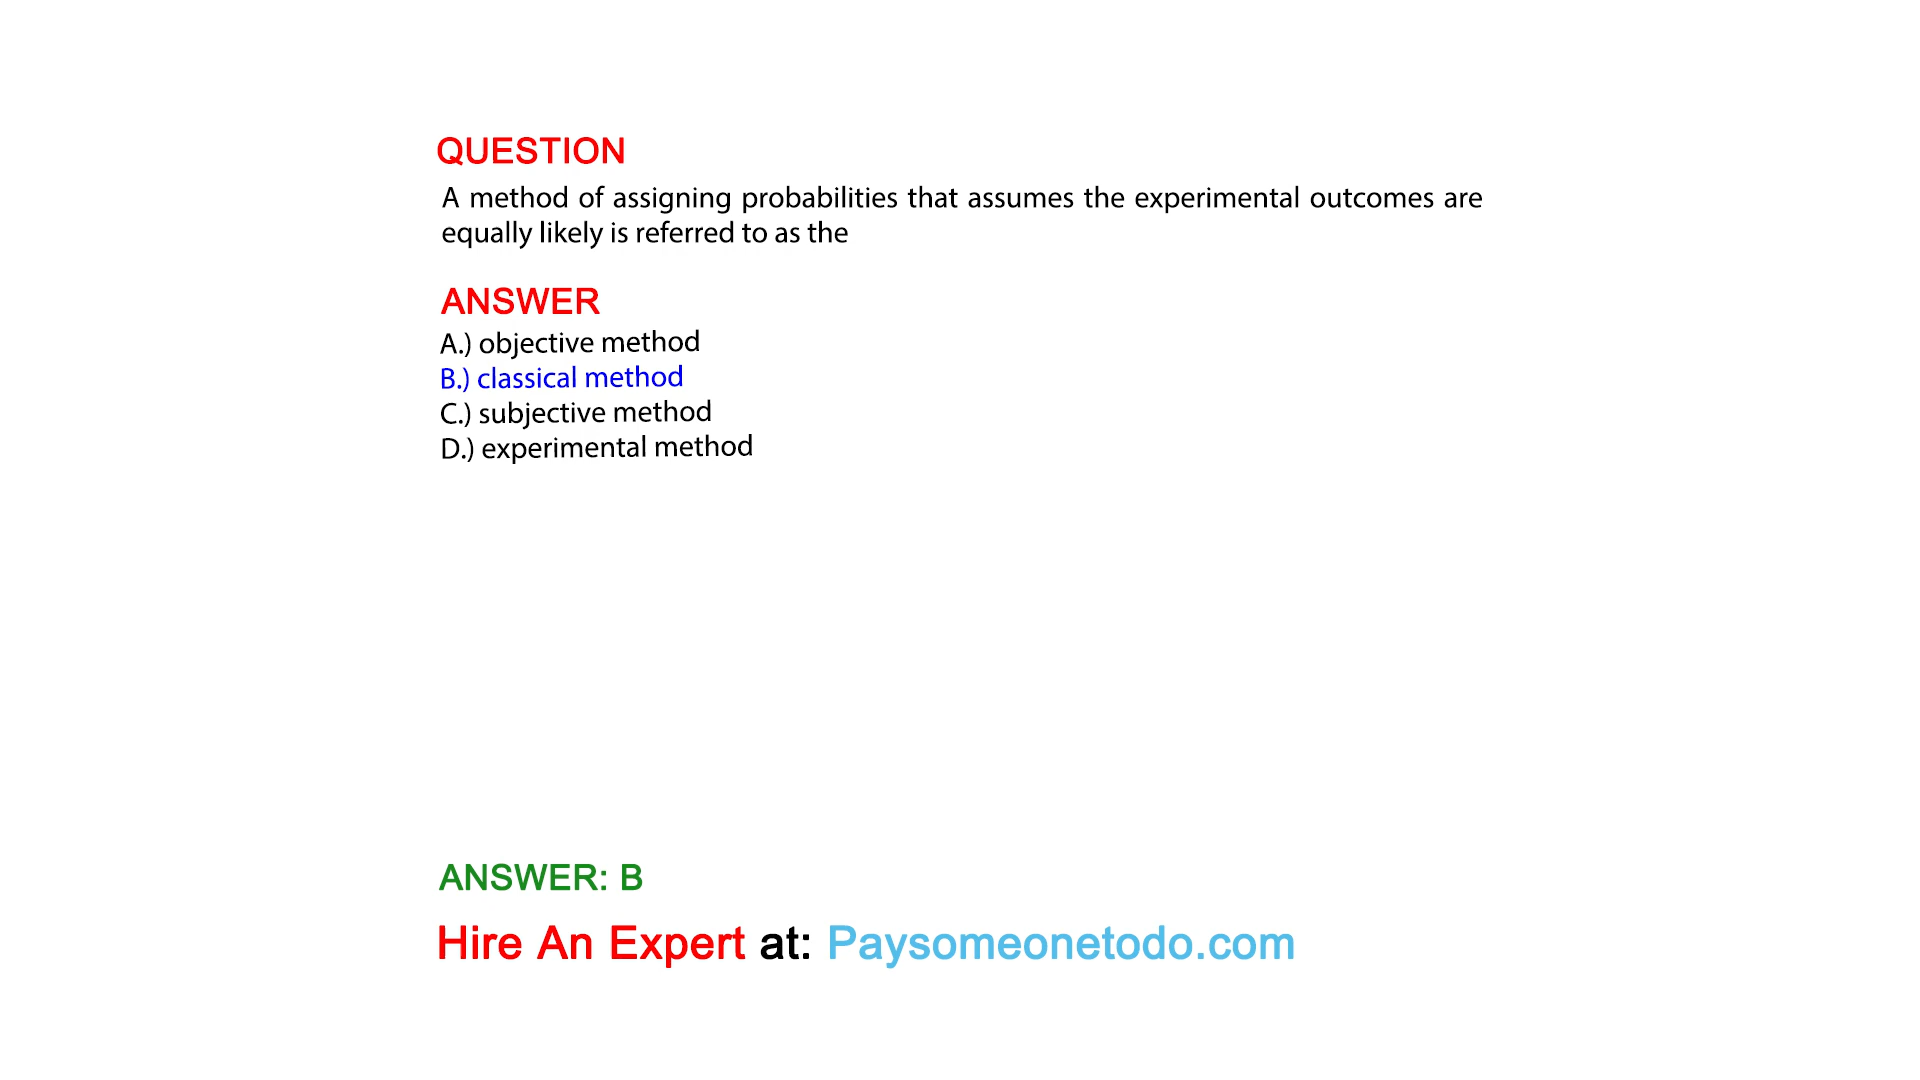 QUESTION
A method of assigning probabilities that assumes the experimental outcomes are
equally likely is referred to as the
ANSWER
A.) objective method
B.) classical method
C.) subjective method
D.) experimental method
ANSWER: B
Hire An Expert at: Paysomeonetodo.com